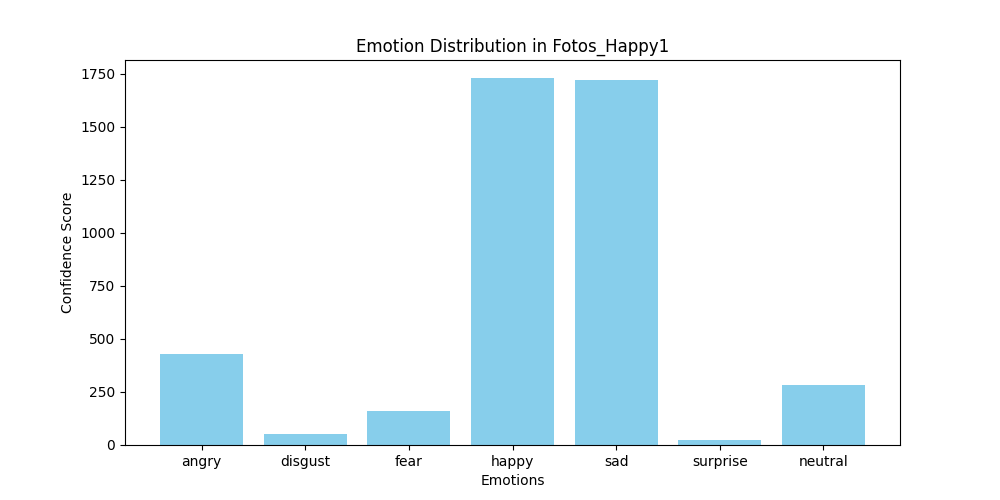 Emotion Distribution in Fotos_Happy1
Confidence Score
1750
1500
1250
1000
750
500
250
0
angry disgust fear happy sad surprise neutral
Emotions